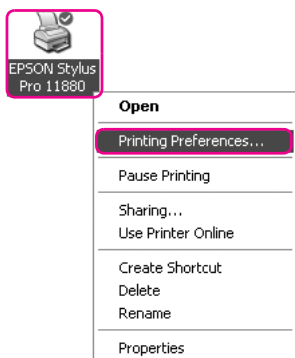 EPSON Stylus
Pro 11880
Open
Printing Preferences...
Pause Printing
Sharing...
Use Printer Online
Create Shortcut
Delete
Rename
Properties